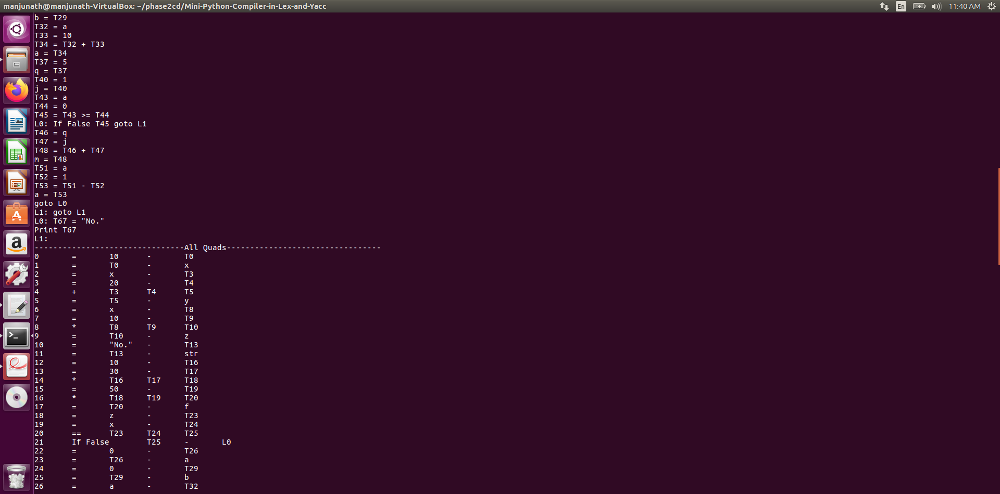 manjunath@manjunath-VirtualBox: ~/phase2cd/Mini-Python-Compiler-in-Lex-and-Yacc
En
11:40 AM
b = T29
T32 = a
T33 = 10
T34 = T32 + T33
a = T34
T37 = 5
q = T37
T40 = 1
j = T40
T43 = a
T44 = 0
T45 = T43 >= T44
L0: If False T45 goto L1
T46 = q
T47 = j
T48 = T46 + T47
m = T48
T51 = a
T52 = 1
T53 = T51 - T52
a = T53
goto L0
L1: goto L1
L0: T67 = "No."
Print T67
L1:
--------------------------------All Quads---------------------------------
0 = 10 - T0
1 = T0 - x
2 = x - T3
3 = 20 - T4
4 + T3 T4 T5
5 = T5 - y
6 = x - T8
7 = 10 - T9
8 * T8 T9 T10
9 = T10 - z
10 = "No." - T13
11 = T13 - str
12 = 10 - T16
13 = 30 - T17
14 * T16 T17 T18
15 = 50 - T19
16 * T18 T19 T20
17 = T20 - f
18 = z - T23
19 = x - T24
20 == T23 T24 T25
21 If False T25 - L0
22 = 0 - T26
23 = T26 - a
24 = 0 - T29
25 = T29 - b
26 = a - T32